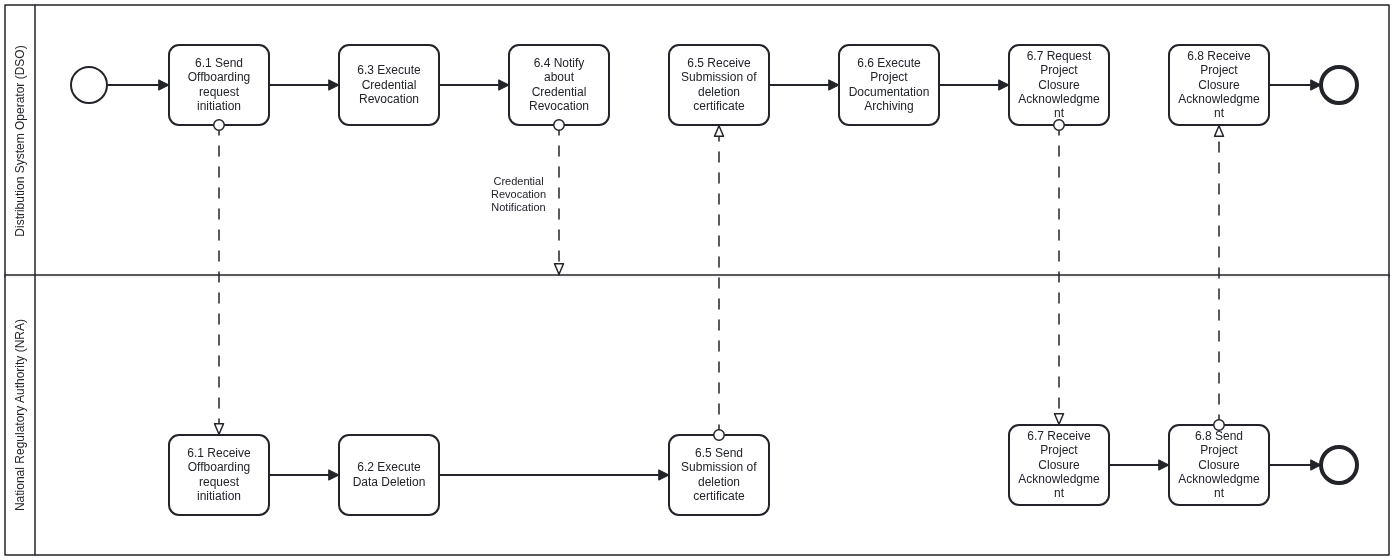 Distribution System Operator (DSO)
6.1 Send
Offboarding
request
initiation
6.3 Execute
Credential
Revocation
6.4 Notify
about
Credential
Revocation
6.5 Receive
Submission of
deletion
certificate
6.6 Execute
Project
Documentation
Archiving
6.7 Request
Project
Closure
Acknowledgme
nt
6.8 Receive
Project
Closure
Acknowledgme
nt
Credential
Revocation
Notification
National Regulatory Authority (NRA)
6.1 Receive
Offboarding
request
initiation
6.2 Execute
Data Deletion
6.5 Send
Submission of
deletion
certificate
6.7 Receive
Project
Closure
Acknowledgme
nt
6.8 Send
Project
Closure
Acknowledgme
nt